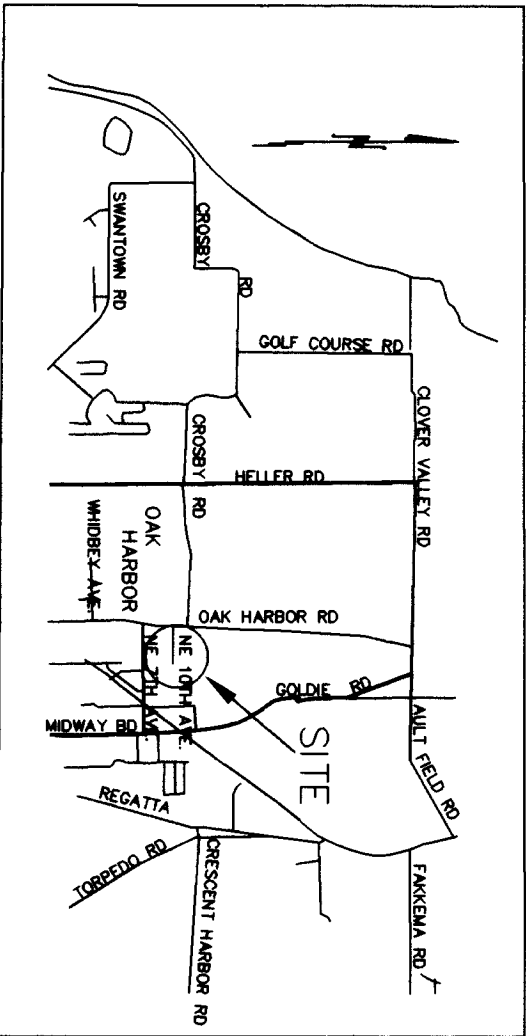 SWANTOWN RD
CROSBY
RD
GOLF COURSE RD
CLOVER VALLEY RD
CROSBY RD
HELLER RD
OAK
HARBOR
WHIDBEY AVE.
OAK HARBOR RD
NE 7TH AVE.
NE 10TH AVE.
GOLDIE RD
SITE
MIDWAY BD
AULT FIELD RD
REGATTA
TORPEDO RD
CRESCENT HARBOR RD
FAKKEMA RD